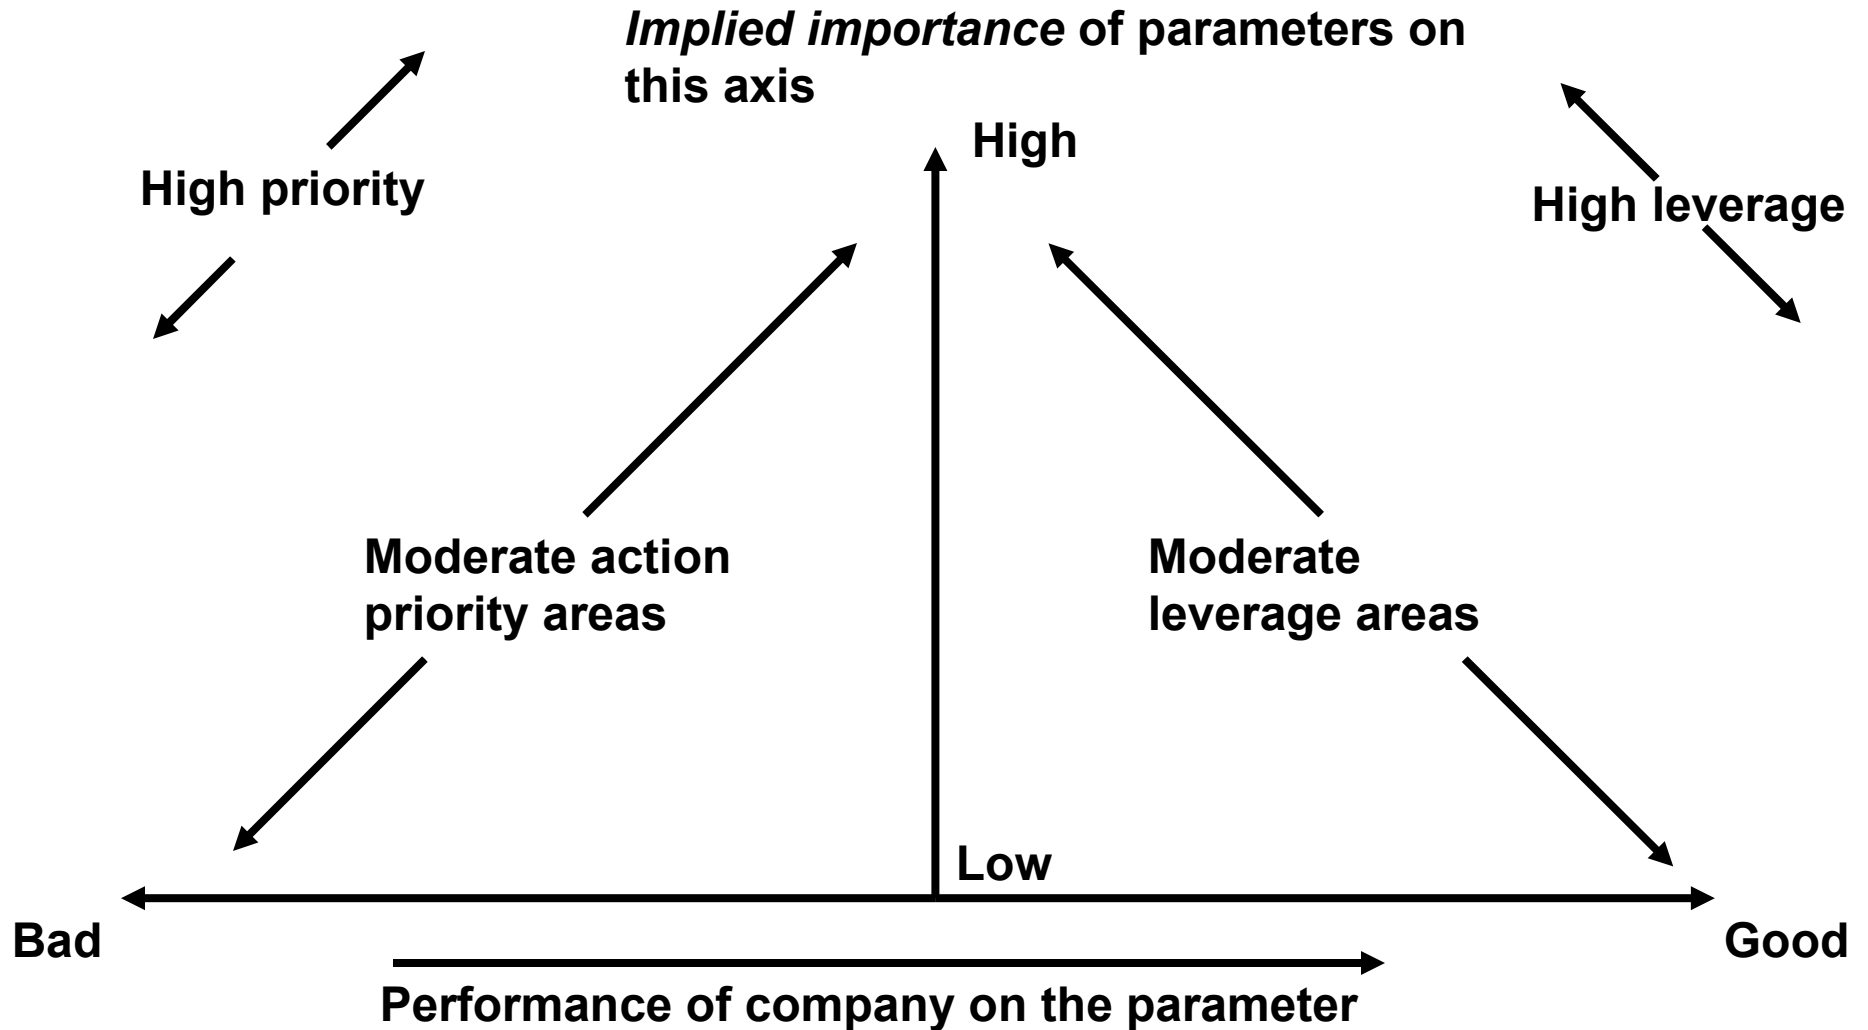 Implied importance of parameters on
this axis
High
High priority
High leverage
Moderate action
priority areas
Moderate
leverage areas
Low
Bad
Good
Performance of company on the parameter